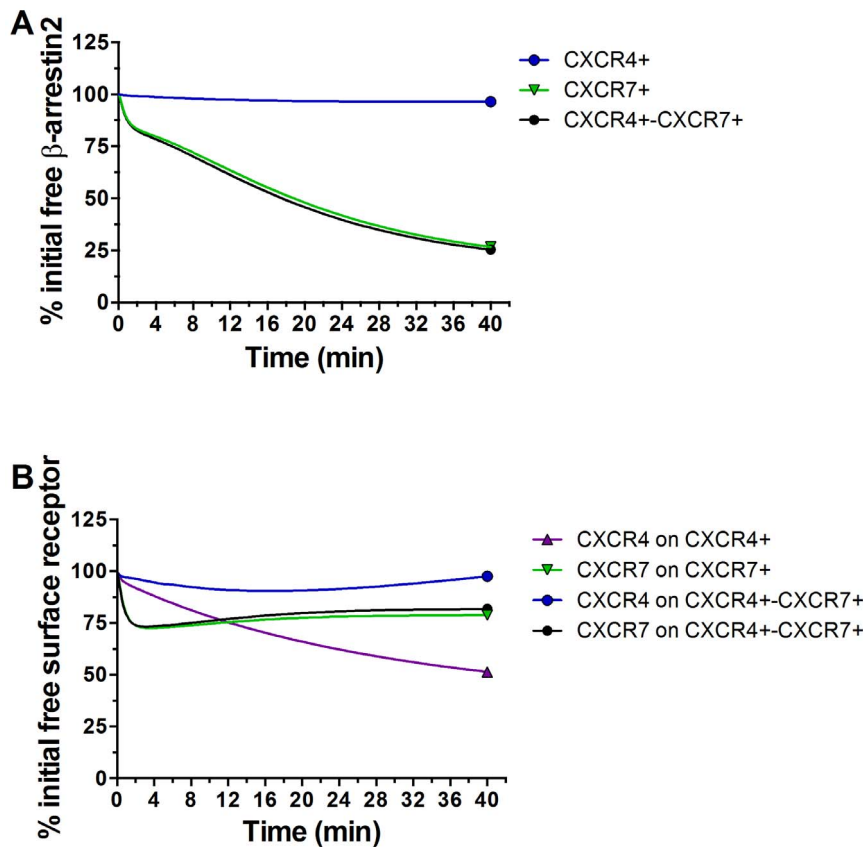 A
% initial free β-arrestin2
125
100
75
50
25
0
0 4 8 12 16 20 24 28 32 36 40
Time (min)
CXCR4+
CXCR7+
CXCR4+-CXCR7+
B
% initial free surface receptor
125
100
75
50
25
0
0 4 8 12 16 20 24 28 32 36 40
Time (min)
CXCR4 on CXCR4+
CXCR7 on CXCR7+
CXCR4 on CXCR4+-CXCR7+
CXCR7 on CXCR4+-CXCR7+